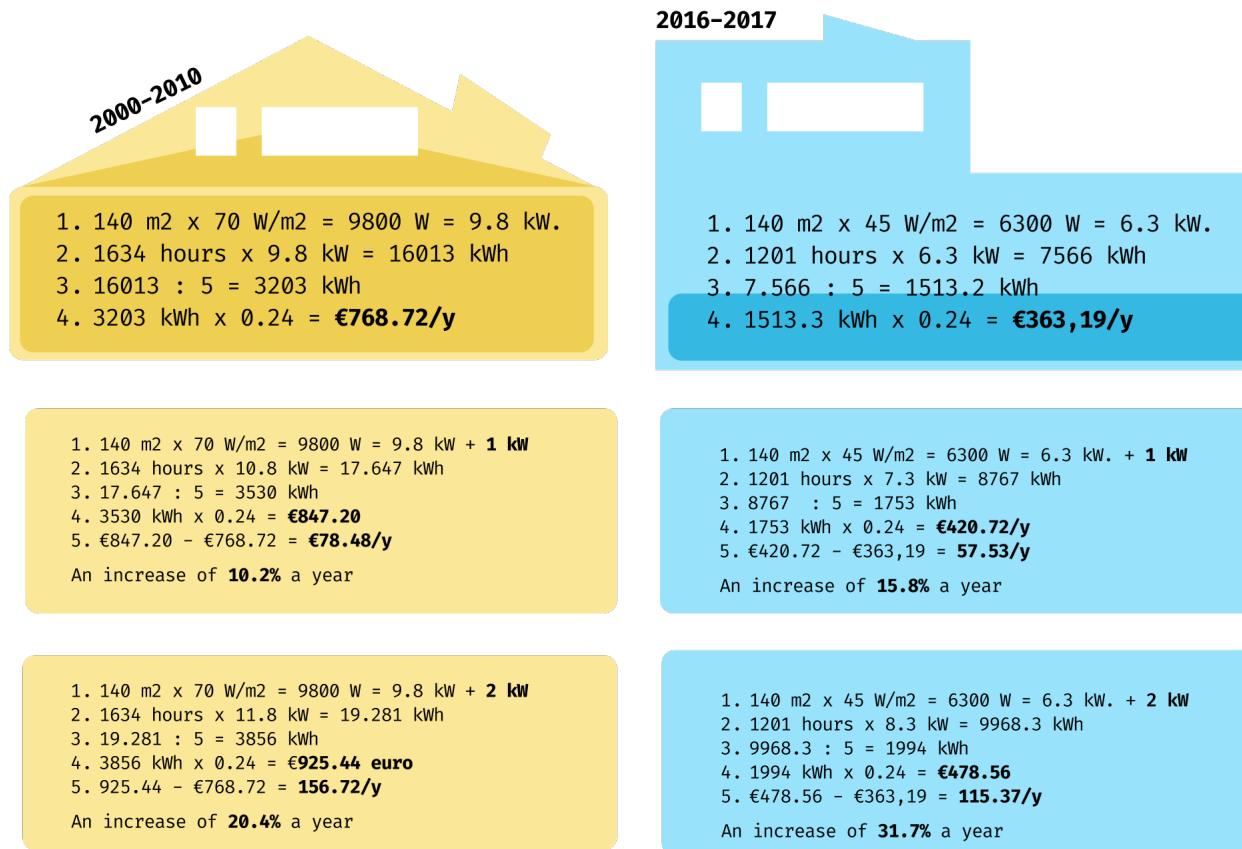 2000–2010
1. 140 m2 x 70 W/m2 = 9800 W = 9.8 kW.
2. 1634 hours x 9.8 kW = 16013 kWh
3. 16013 : 5 = 3203 kWh
4. 3203 kWh x 0.24 = €768.72/y
2016–2017
1. 140 m2 x 45 W/m2 = 6300 W = 6.3 kW.
2. 1201 hours x 6.3 kW = 7566 kWh
3. 7.566 : 5 = 1513.2 kWh
4. 1513.3 kWh x 0.24 = €363,19/y
1. 140 m2 x 70 W/m2 = 9800 W = 9.8 kW + 1 kW
2. 1634 hours x 10.8 kW = 17.647 kWh
3. 17.647 : 5 = 3530 kWh
4. 3530 kWh x 0.24 = €847.20
5. €847.20 – €768.72 = €78.48/y
An increase of 10.2% a year
1. 140 m2 x 45 W/m2 = 6300 W = 6.3 kW. + 1 kW
2. 1201 hours x 7.3 kW = 8767 kWh
3. 8767 : 5 = 1753 kWh
4. 1753 kWh x 0.24 = €420.72/y
5. €420.72 – €363,19 = 57.53/y
An increase of 15.8% a year
1. 140 m2 x 70 W/m2 = 9800 W = 9.8 kW + 2 kW
2. 1634 hours x 11.8 kW = 19.281 kWh
3. 19.281 : 5 = 3856 kWh
4. 3856 kWh x 0.24 = €925.44 euro
5. 925.44 – €768.72 = 156.72/y
An increase of 20.4% a year
1. 140 m2 x 45 W/m2 = 6300 W = 6.3 kW. + 2 kW
2. 1201 hours x 8.3 kW = 9968.3 kWh
3. 9968.3 : 5 = 1994 kWh
4. 1994 kWh x 0.24 = €478.56
5. €478.56 – €363,19 = 115.37/y
An increase of 31.7% a year